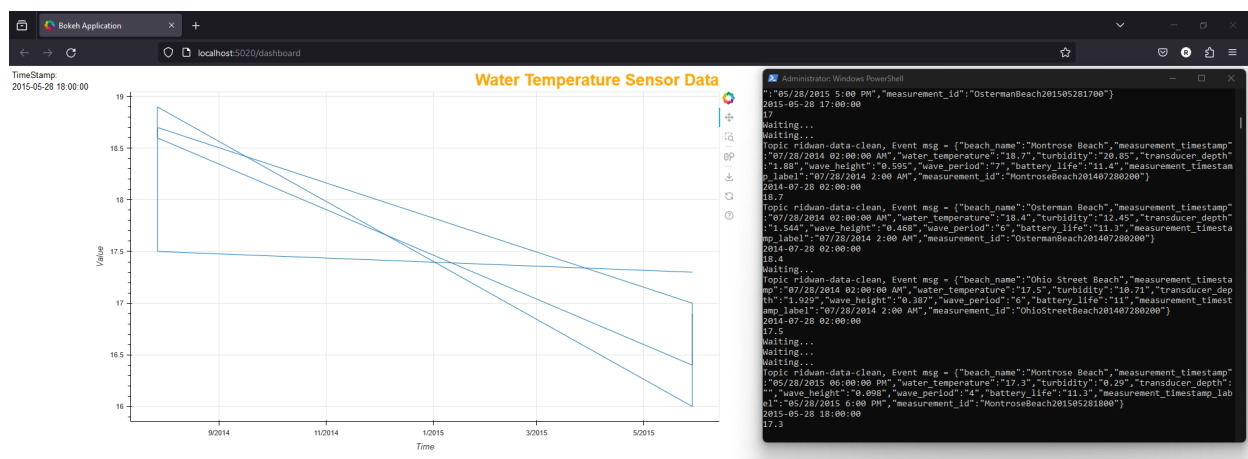 Bokeh Application
localhost:5020/dashboard
TimeStamp:
2015-05-28 18:00:00
Water Temperature Sensor Data
19
18.5
18
17.5
17
16.5
16
Value
9/2014
11/2014
1/2015
3/2015
5/2015
Time
Administrator: Windows PowerShell
":"05/28/2015 5:00 PM","measurement_id":"OstermanBeach201505281700"}
2015-05-28 17:00:00
17
Waiting...
Waiting...
Topic ridwan-data-clean, Event msg = {"beach_name":"Montrose Beach","measurement_timestamp"
:"07/28/2014 02:00:00 AM","water_temperature":"18.7","turbidity":"20.85","transducer_depth"
:"1.88","wave_height":"0.595","wave_period":"7","battery_life":"11.4","measurement_timestam
p_label":"07/28/2014 2:00 AM","measurement_id":"MontroseBeach201407280200"}
2014-07-28 02:00:00
18.7
Topic ridwan-data-clean, Event msg = {"beach_name":"Osterman Beach","measurement_timestamp"
:"07/28/2014 02:00:00 AM","water_temperature":"18.4","turbidity":"12.45","transducer_depth"
:"1.544","wave_height":"0.468","wave_period":"6","battery_life":"11.3","measurement_timesta
mp_label":"07/28/2014 2:00 AM","measurement_id":"OstermanBeach201407280200"}
2014-07-28 02:00:00
18.4
Waiting...
Topic ridwan-data-clean, Event msg = {"beach_name":"Ohio Street Beach","measurement_timesta
mp":"07/28/2014 02:00:00 AM","water_temperature":"17.5","turbidity":"10.71","transducer_dep
th":"1.929","wave_height":"0.387","wave_period":"6","battery_life":"11","measurement_timest
amp_label":"07/28/2014 2:00 AM","measurement_id":"OhioStreetBeach201407280200"}
2014-07-28 02:00:00
17.5
Waiting...
Waiting...
Waiting...
Topic ridwan-data-clean, Event msg = {"beach_name":"Montrose Beach","measurement_timestamp"
:"05/28/2015 06:00:00 PM","water_temperature":"17.3","turbidity":"0.29","transducer_depth":
"","wave_height":"0.098","wave_period":"4","battery_life":"11.3","measurement_timestamp_lab
el":"05/28/2015 6:00 PM","measurement_id":"MontroseBeach201505281800"}
2015-05-28 18:00:00
17.3